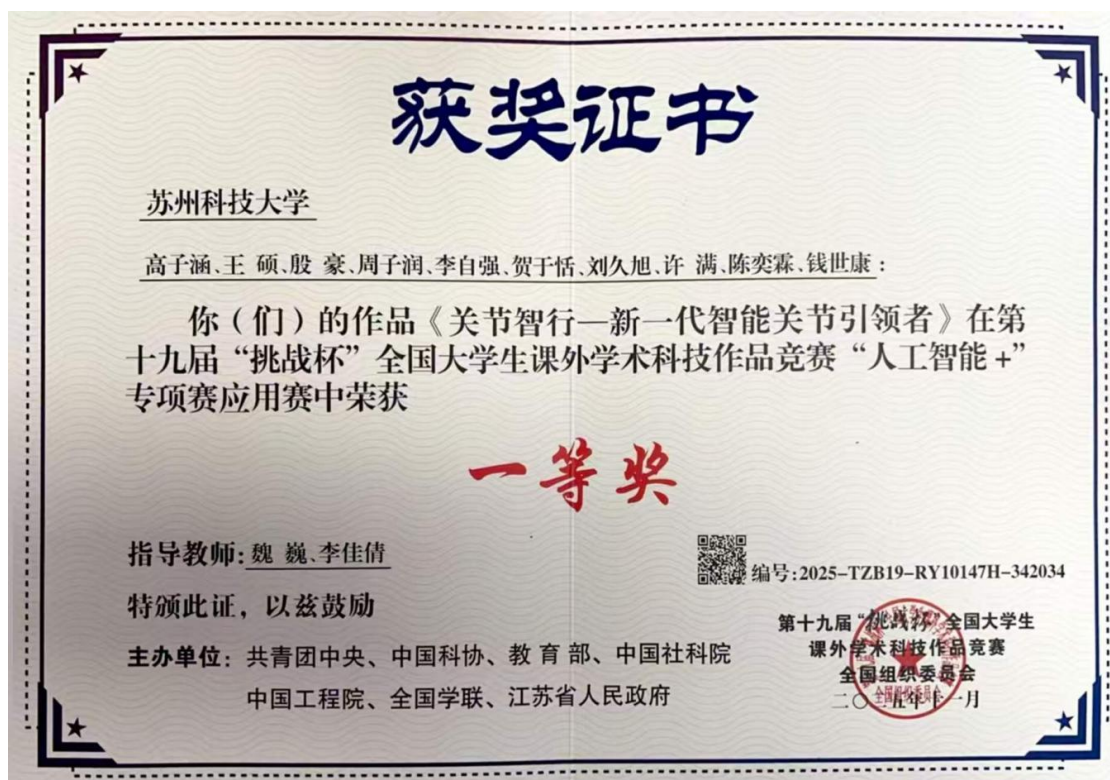 获奖证书
苏州科技大学
高子涵、王 硕、殷 豪、周子润、李自强、贺于恬、刘久旭、许 满、陈奕霖、钱世康：
你（们）的作品《关节智行—新一代智能关节引领者》在第
十九届“挑战杯”全国大学生课外学术科技作品竞赛“人工智能+”
专项赛应用赛中荣获
一等奖
指导教师：魏 巍、李佳倩
编号：2025-TZB19-RY10147H-342034
特颁此证，以兹鼓励
第十九届“挑战杯”全国大学生
课外学术科技作品竞赛
全国组织委员会
二〇二五年十一月
主办单位：共青团中央、中国科协、教育部、中国社科院
中国工程院、全国学联、江苏省人民政府